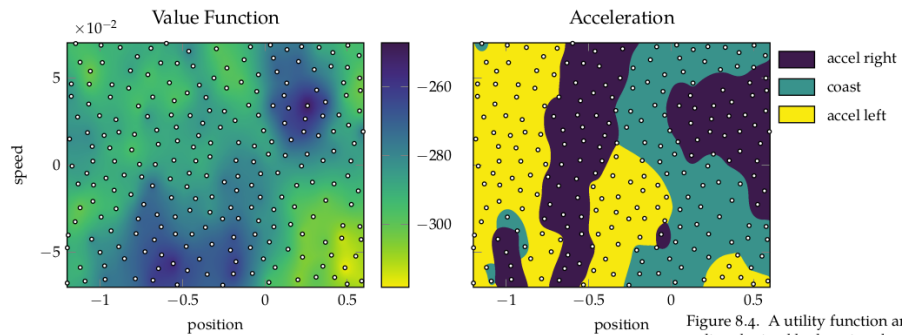 Value Function
Acceleration
×10⁻²
5
0
−5
speed
−1
−0.5
0
0.5
position
−260
−280
−300
−1
−0.5
0
0.5
position
accel right
coast
accel left
Figure 8.4. A utility function an